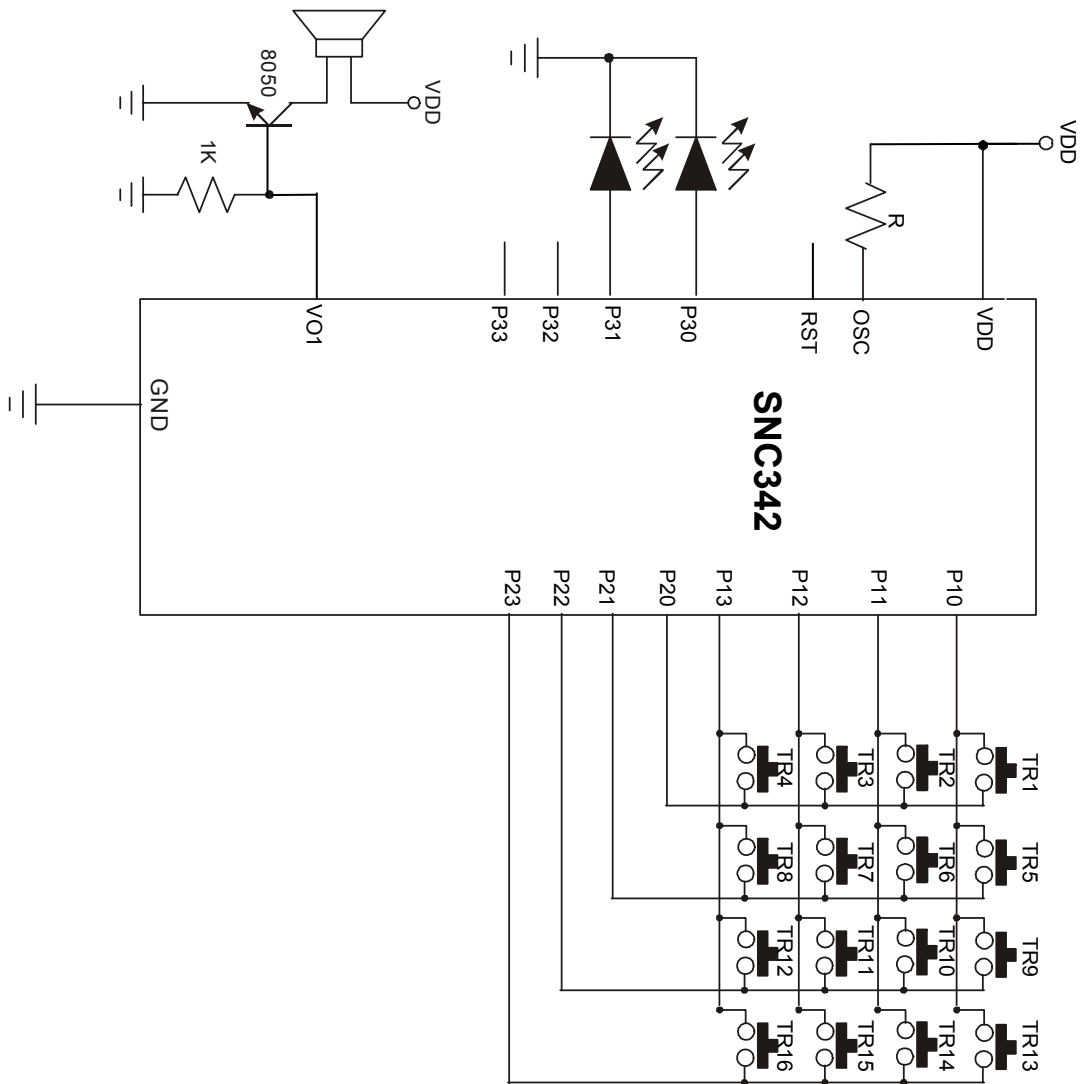 VDD
VDD
8050
1K
R
VO1
P33
P32
P31
P30
RST
OSC
VDD
GND
SNC342
P23
P22
P21
P20
P13
P12
P11
P10
TR4
TR3
TR2
TR1
TR8
TR7
TR6
TR5
TR12
TR11
TR10
TR9
TR16
TR15
TR14
TR13